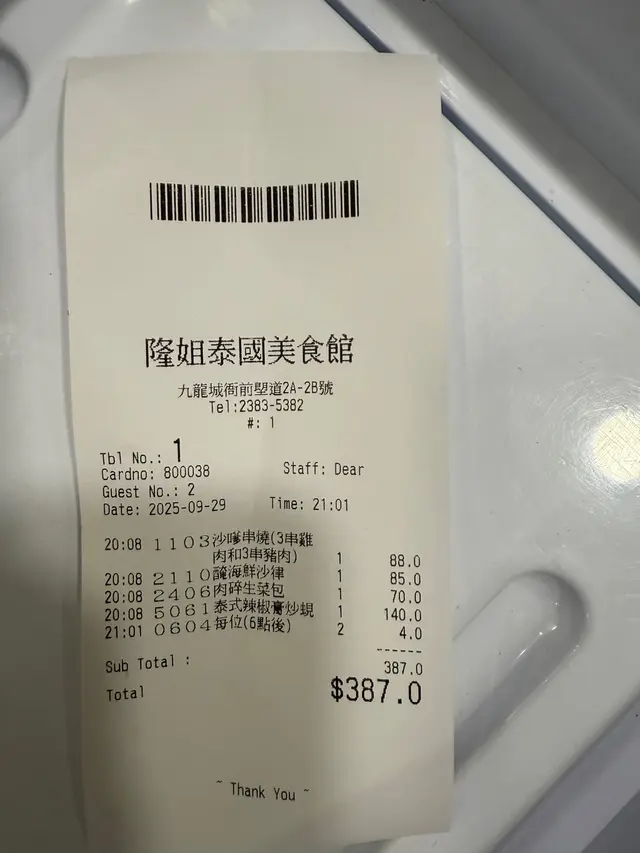 隆姐泰國美食館
九龍城衙前塱道2A-2B號
Tel:2383-5382
#: 1
Tbl No.: 1
Cardno: 800038 Staff: Dear
Guest No.: 2
Date: 2025-09-29 Time: 21:01
20:08 1103沙嗲串燒(3串雞
肉和3串豬肉) 1 88.0
20:08 2110醃海鮮沙律 1 85.0
20:08 2406肉碎生菜包 1 70.0
20:08 5061泰式辣椒膏炒蜆 1 140.0
21:01 0604每位(6點後) 2 4.0
------
Sub Total : 387.0
Total $387.0
~ Thank You ~